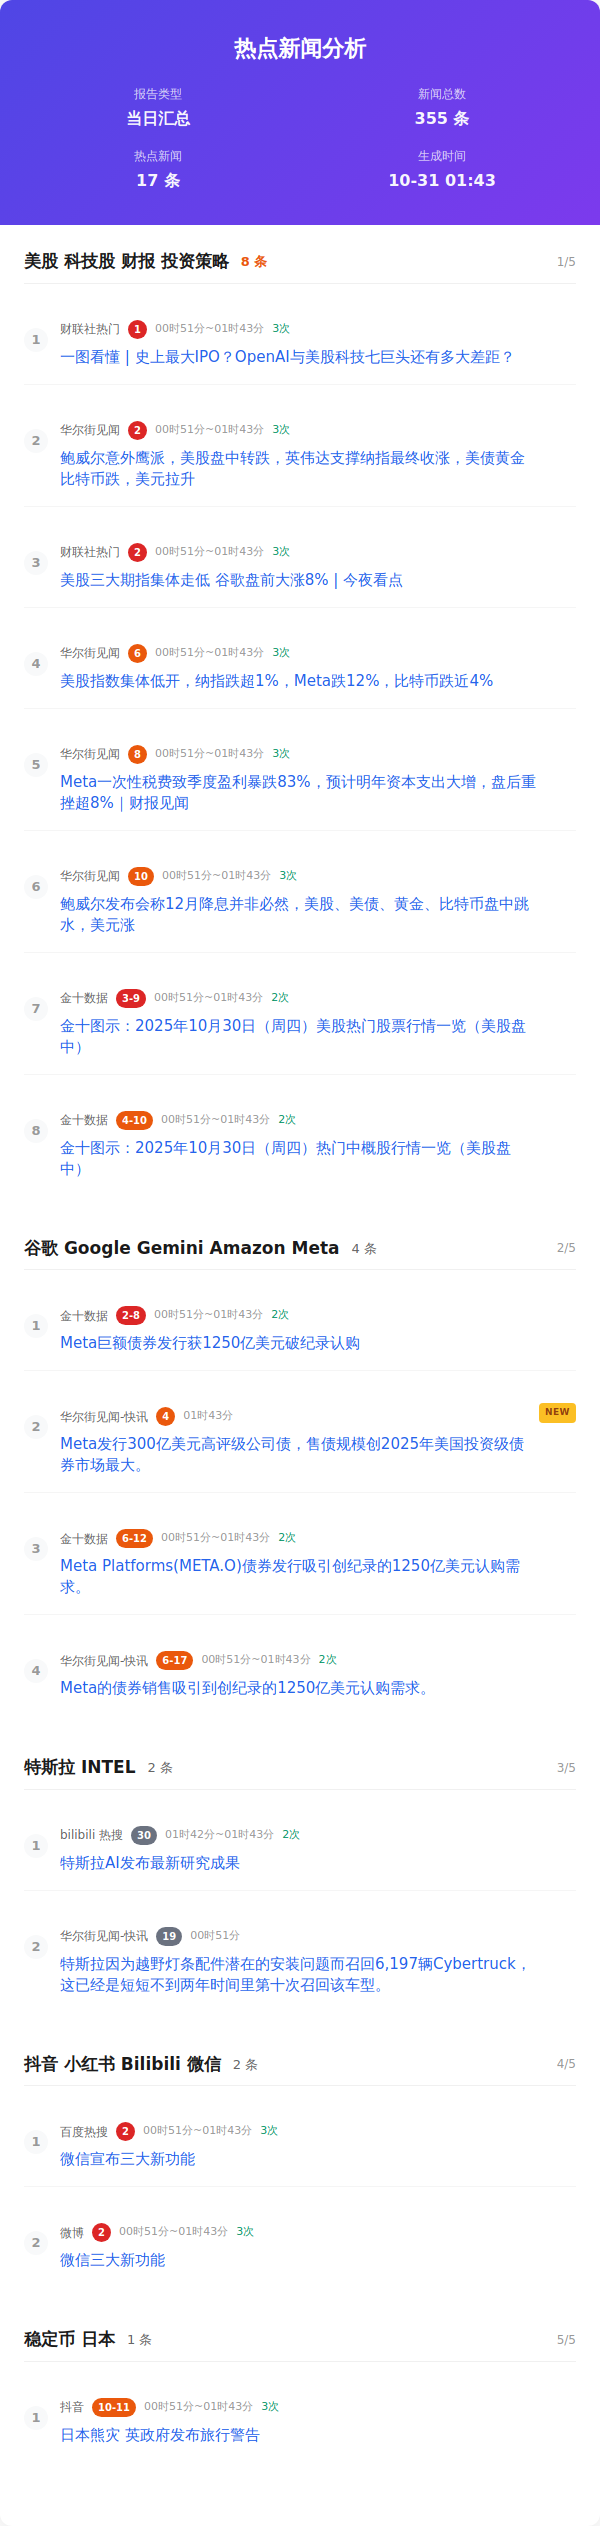 热点新闻分析
报告类型
新闻总数
当日汇总
355 条
热点新闻
生成时间
17 条
10-31 01:43
美股 科技股 财报 投资策略 8 条 1/5
1 财联社热门 1 00时51分~01时43分 3次
一图看懂 | 史上最大IPO？OpenAI与美股科技七巨头还有多大差距？
2 华尔街见闻 2 00时51分~01时43分 3次
鲍威尔意外鹰派，美股盘中转跌，英伟达支撑纳指最终收涨，美债黄金
比特币跌，美元拉升
3 财联社热门 2 00时51分~01时43分 3次
美股三大期指集体走低 谷歌盘前大涨8% | 今夜看点
4 华尔街见闻 6 00时51分~01时43分 3次
美股指数集体低开，纳指跌超1%，Meta跌12%，比特币跌近4%
5 华尔街见闻 8 00时51分~01时43分 3次
Meta一次性税费致季度盈利暴跌83%，预计明年资本支出大增，盘后重
挫超8%｜财报见闻
6 华尔街见闻 10 00时51分~01时43分 3次
鲍威尔发布会称12月降息并非必然，美股、美债、黄金、比特币盘中跳
水，美元涨
7 金十数据 3-9 00时51分~01时43分 2次
金十图示：2025年10月30日（周四）美股热门股票行情一览（美股盘
中）
8 金十数据 4-10 00时51分~01时43分 2次
金十图示：2025年10月30日（周四）热门中概股行情一览（美股盘
中）
谷歌 Google Gemini Amazon Meta 4 条 2/5
1 金十数据 2-8 00时51分~01时43分 2次
Meta巨额债券发行获1250亿美元破纪录认购
2 华尔街见闻-快讯 4 01时43分 NEW
Meta发行300亿美元高评级公司债，售债规模创2025年美国投资级债
券市场最大。
3 金十数据 6-12 00时51分~01时43分 2次
Meta Platforms(META.O)债券发行吸引创纪录的1250亿美元认购需
求。
4 华尔街见闻-快讯 6-17 00时51分~01时43分 2次
Meta的债券销售吸引到创纪录的1250亿美元认购需求。
特斯拉 INTEL 2 条 3/5
1 bilibili 热搜 30 01时42分~01时43分 2次
特斯拉AI发布最新研究成果
2 华尔街见闻-快讯 19 00时51分
特斯拉因为越野灯条配件潜在的安装问题而召回6,197辆Cybertruck，
这已经是短短不到两年时间里第十次召回该车型。
抖音 小红书 Bilibili 微信 2 条 4/5
1 百度热搜 2 00时51分~01时43分 3次
微信宣布三大新功能
2 微博 2 00时51分~01时43分 3次
微信三大新功能
稳定币 日本 1 条 5/5
1 抖音 10-11 00时51分~01时43分 3次
日本熊灾 英政府发布旅行警告